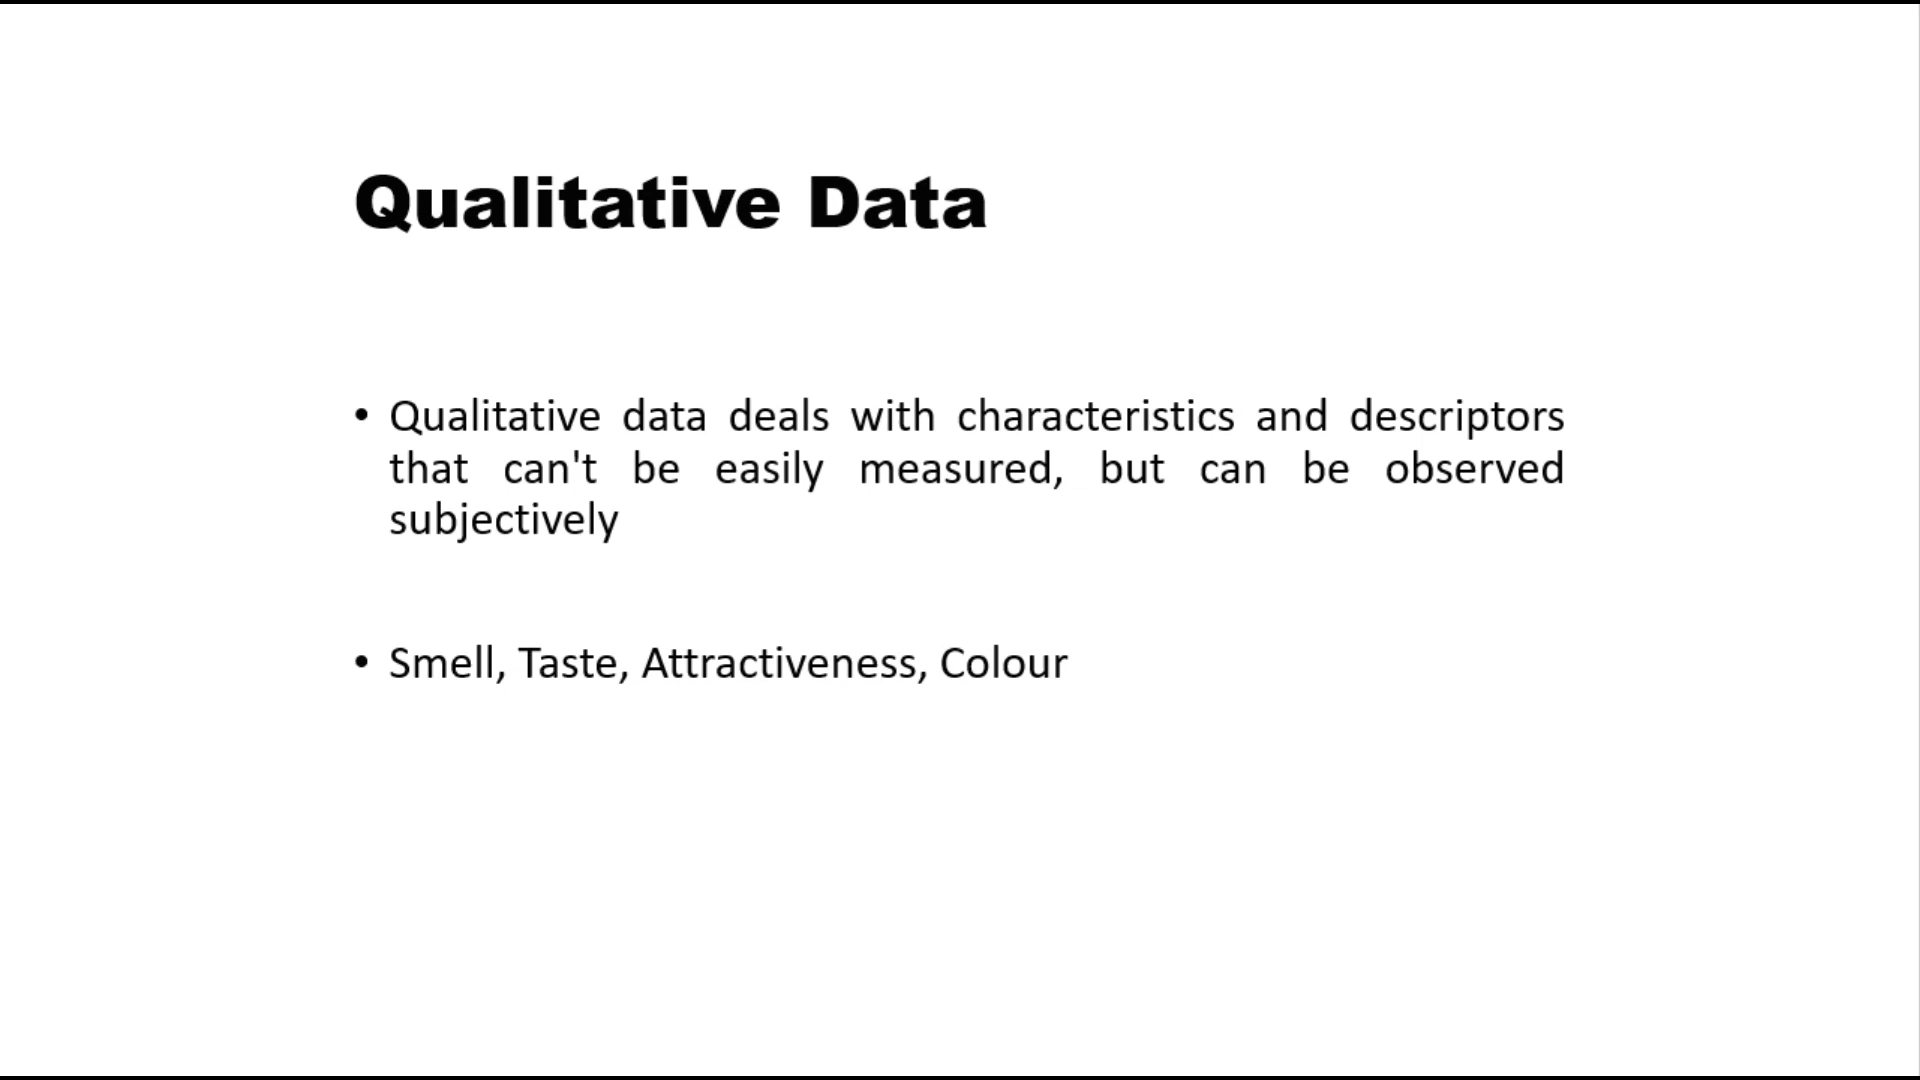 Qualitative Data
• Qualitative data deals with characteristics and descriptors
that can't be easily measured, but can be observed
subjectively
• Smell, Taste, Attractiveness, Colour